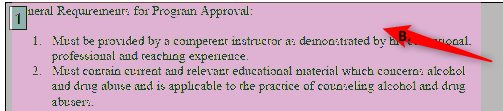 1
neral Requirements for Program Approval:
B.
1. Must be provided by a competent instructor as demonstrated by
professional and teaching experience.
2. Must contain current and relevant educational material which concerns alcohol
and drug abuse and is applicable to the practice of counseling alcohol and drug
abusers.